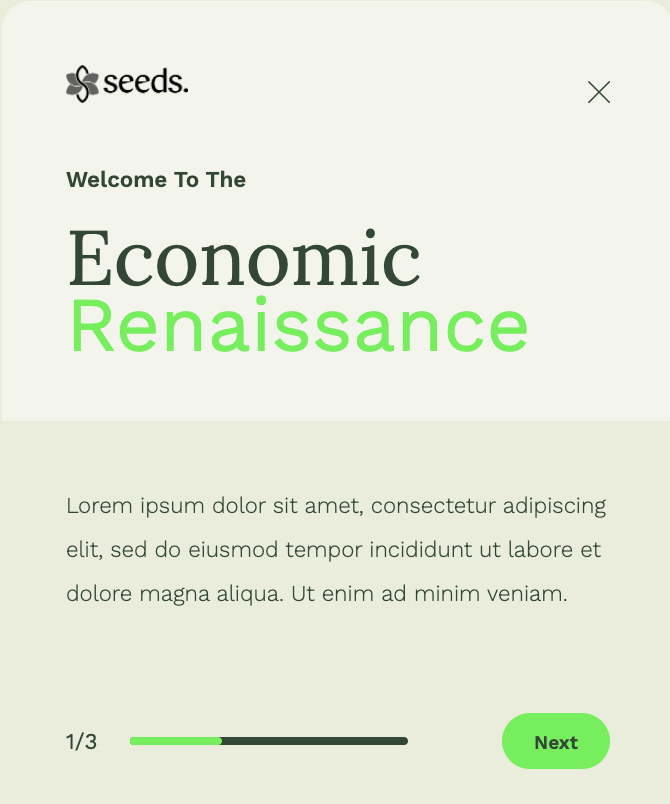 seeds.
Welcome To The
Economic
Renaissance
Lorem ipsum dolor sit amet, consectetur adipiscing
elit, sed do eiusmod tempor incididunt ut labore et
dolore magna aliqua. Ut enim ad minim veniam.
1/3
Next